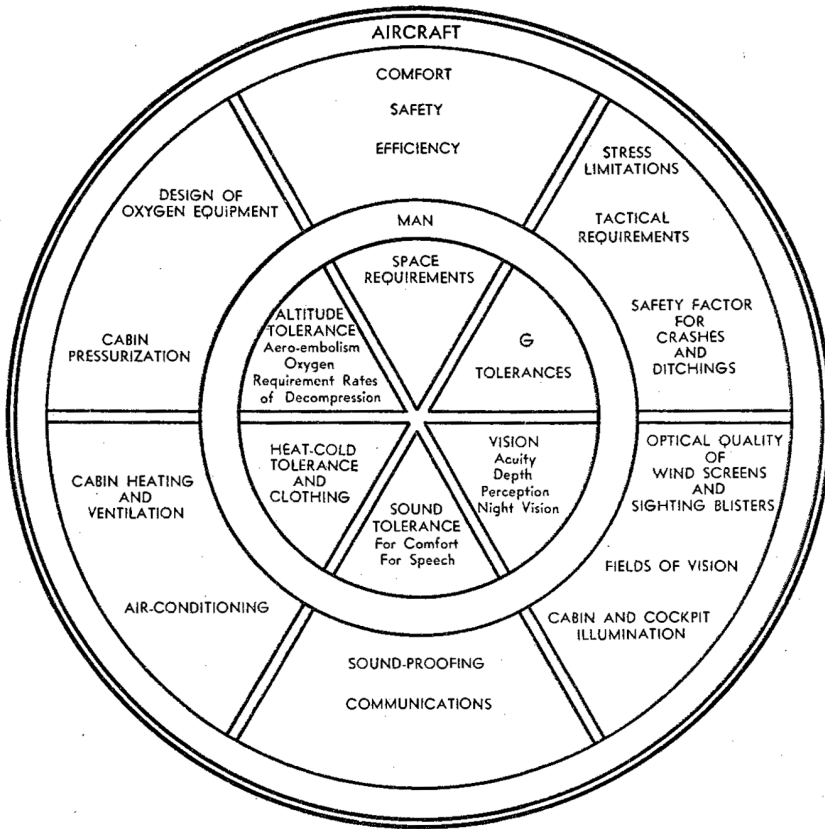 AIRCRAFT
COMFORT
SAFETY
EFFICIENCY
STRESS
LIMITATIONS
TACTICAL
REQUIREMENTS
SAFETY FACTOR
FOR
CRASHES
AND
DITCHINGS
OPTICAL QUALITY
OF
WIND SCREENS
AND
SIGHTING BLISTERS
FIELDS OF VISION
CABIN AND COCKPIT
ILLUMINATION
SOUND-PROOFING
COMMUNICATIONS
AIR-CONDITIONING
CABIN HEATING
AND
VENTILATION
CABIN
PRESSURIZATION
DESIGN OF
OXYGEN EQUIPMENT
MAN
SPACE
REQUIREMENTS
G
TOLERANCES
VISION
Acuity
Depth
Perception
Night Vision
SOUND
TOLERANCE
For Comfort
For Speech
HEAT-COLD
TOLERANCE
AND
CLOTHING
ALTITUDE
TOLERANCE
Aero-embolism
Oxygen
Requirement Rates
of Decompression